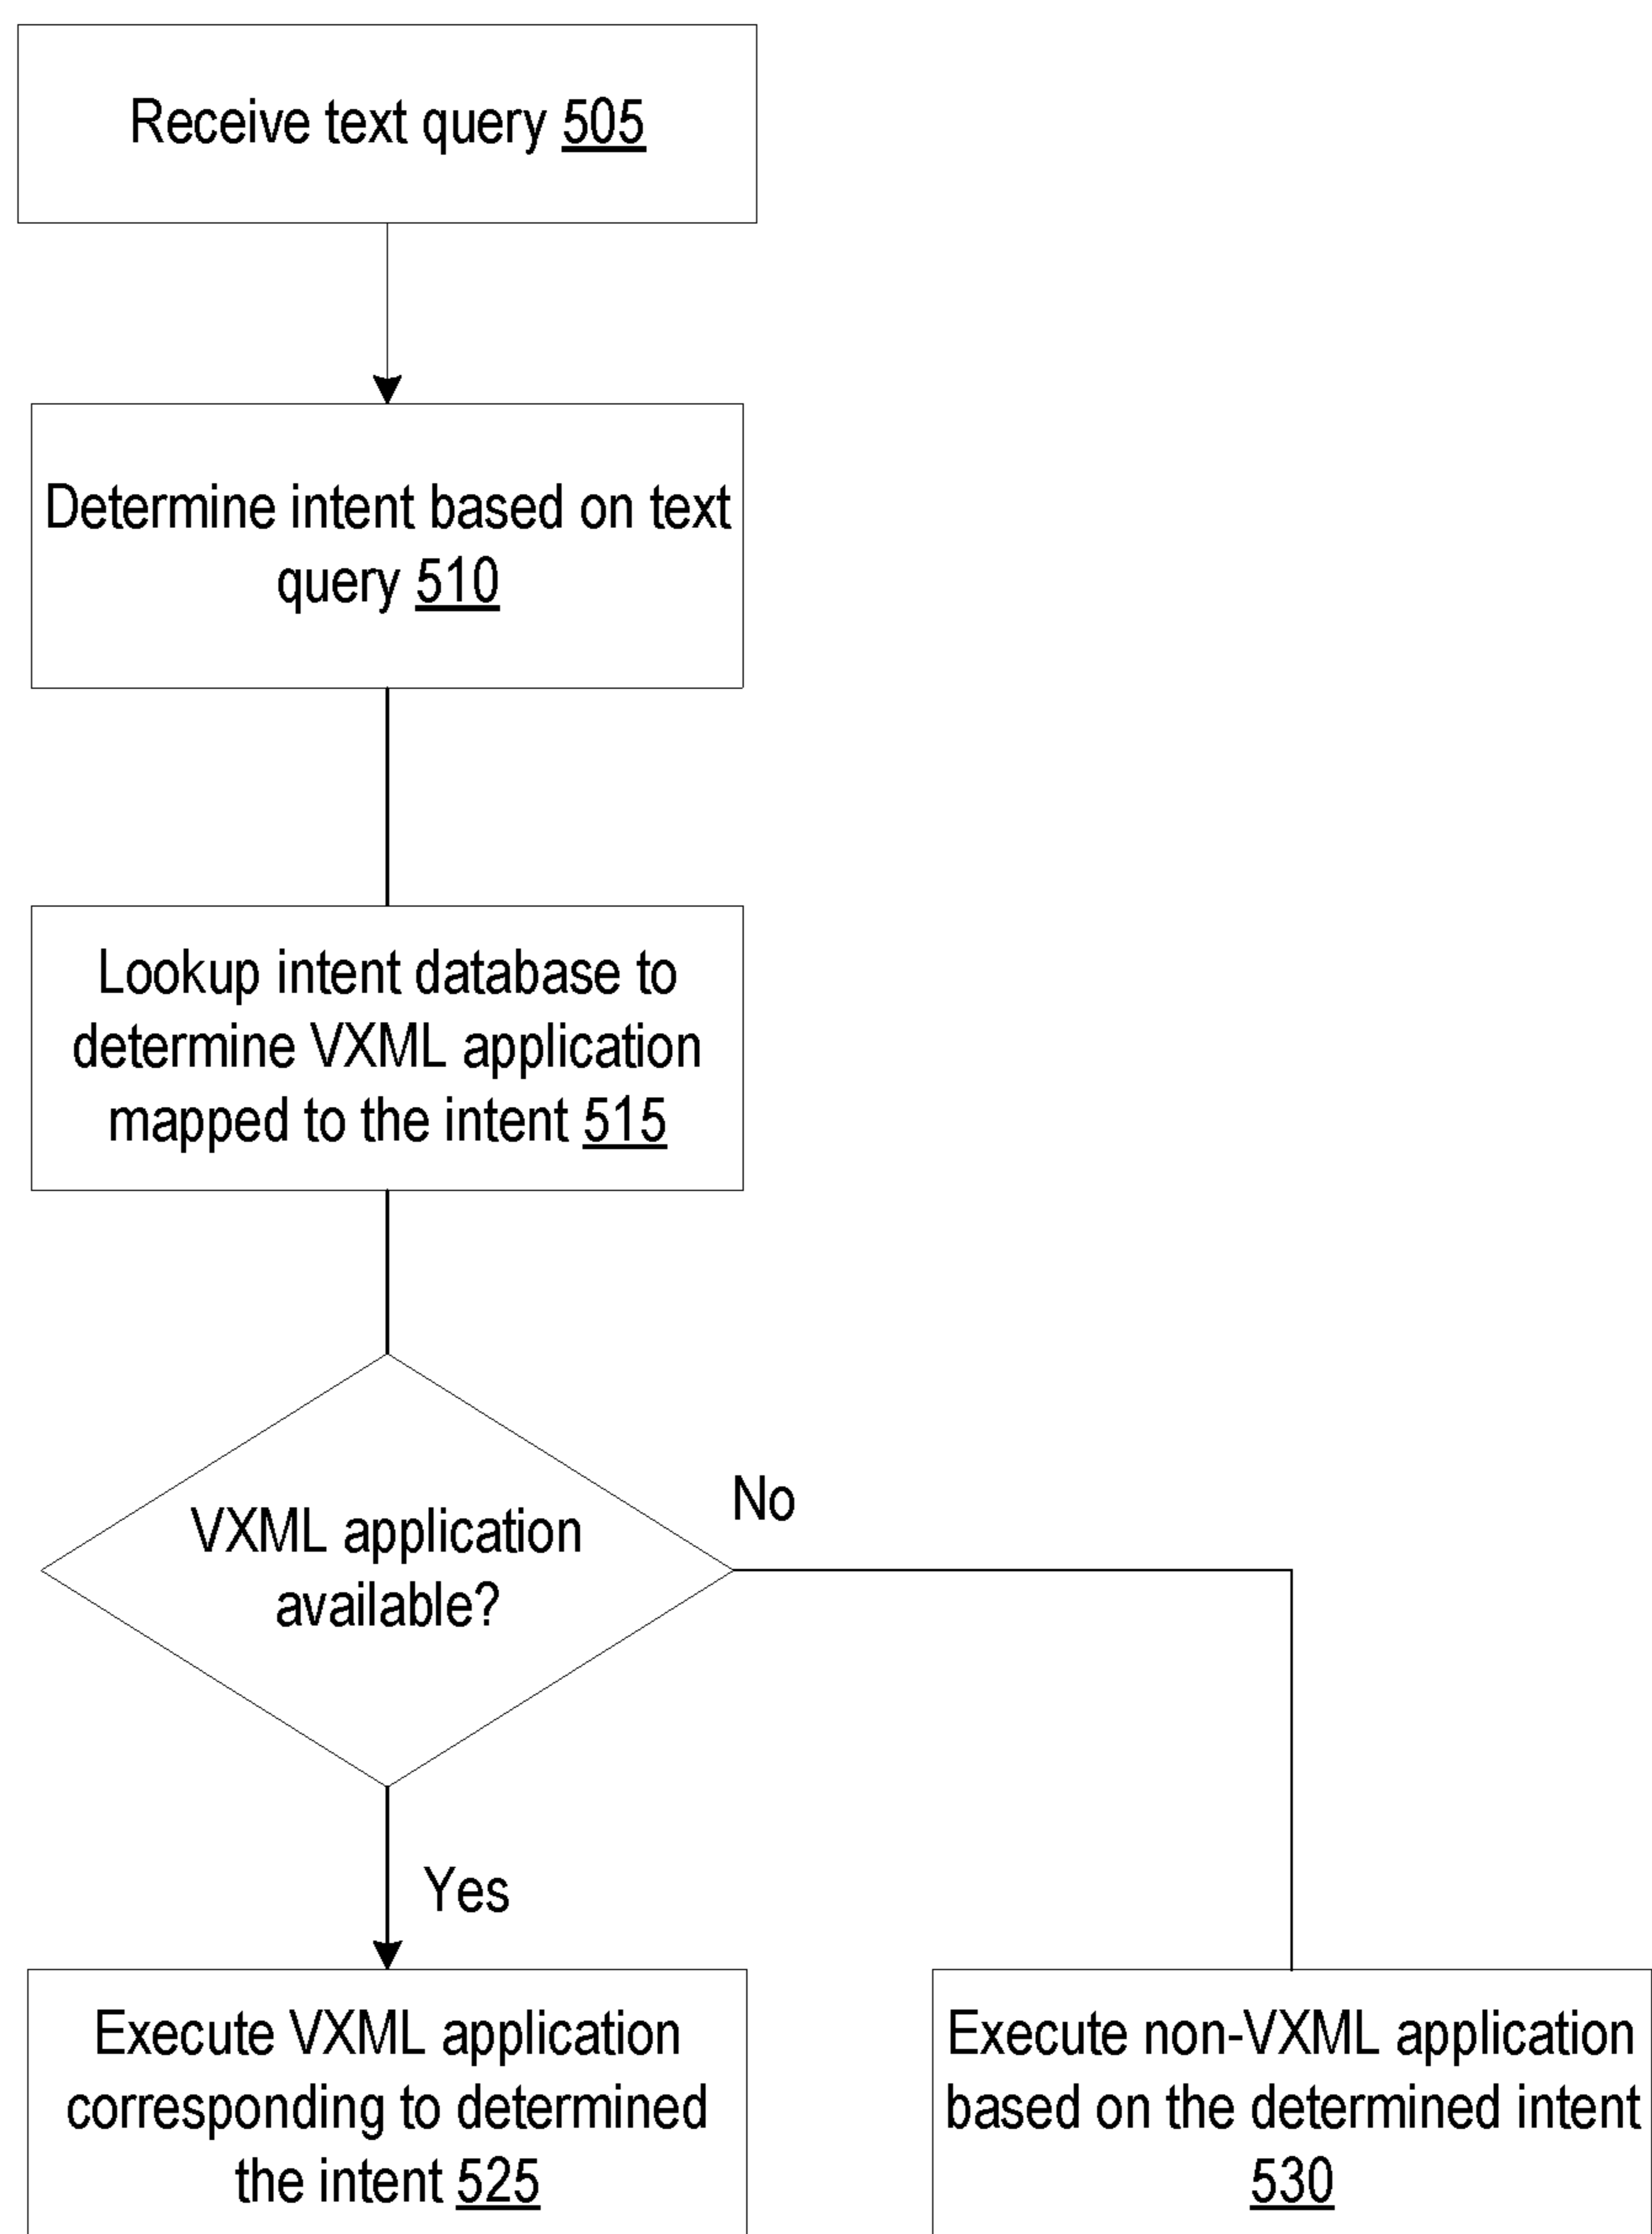 Receive text query 505
Determine intent based on text
query 510
Lookup intent database to
determine VXML application
mapped to the intent 515
VXML application
available?
No
Yes
Execute VXML application
corresponding to determined
the intent 525
Execute non-VXML application
based on the determined intent
530